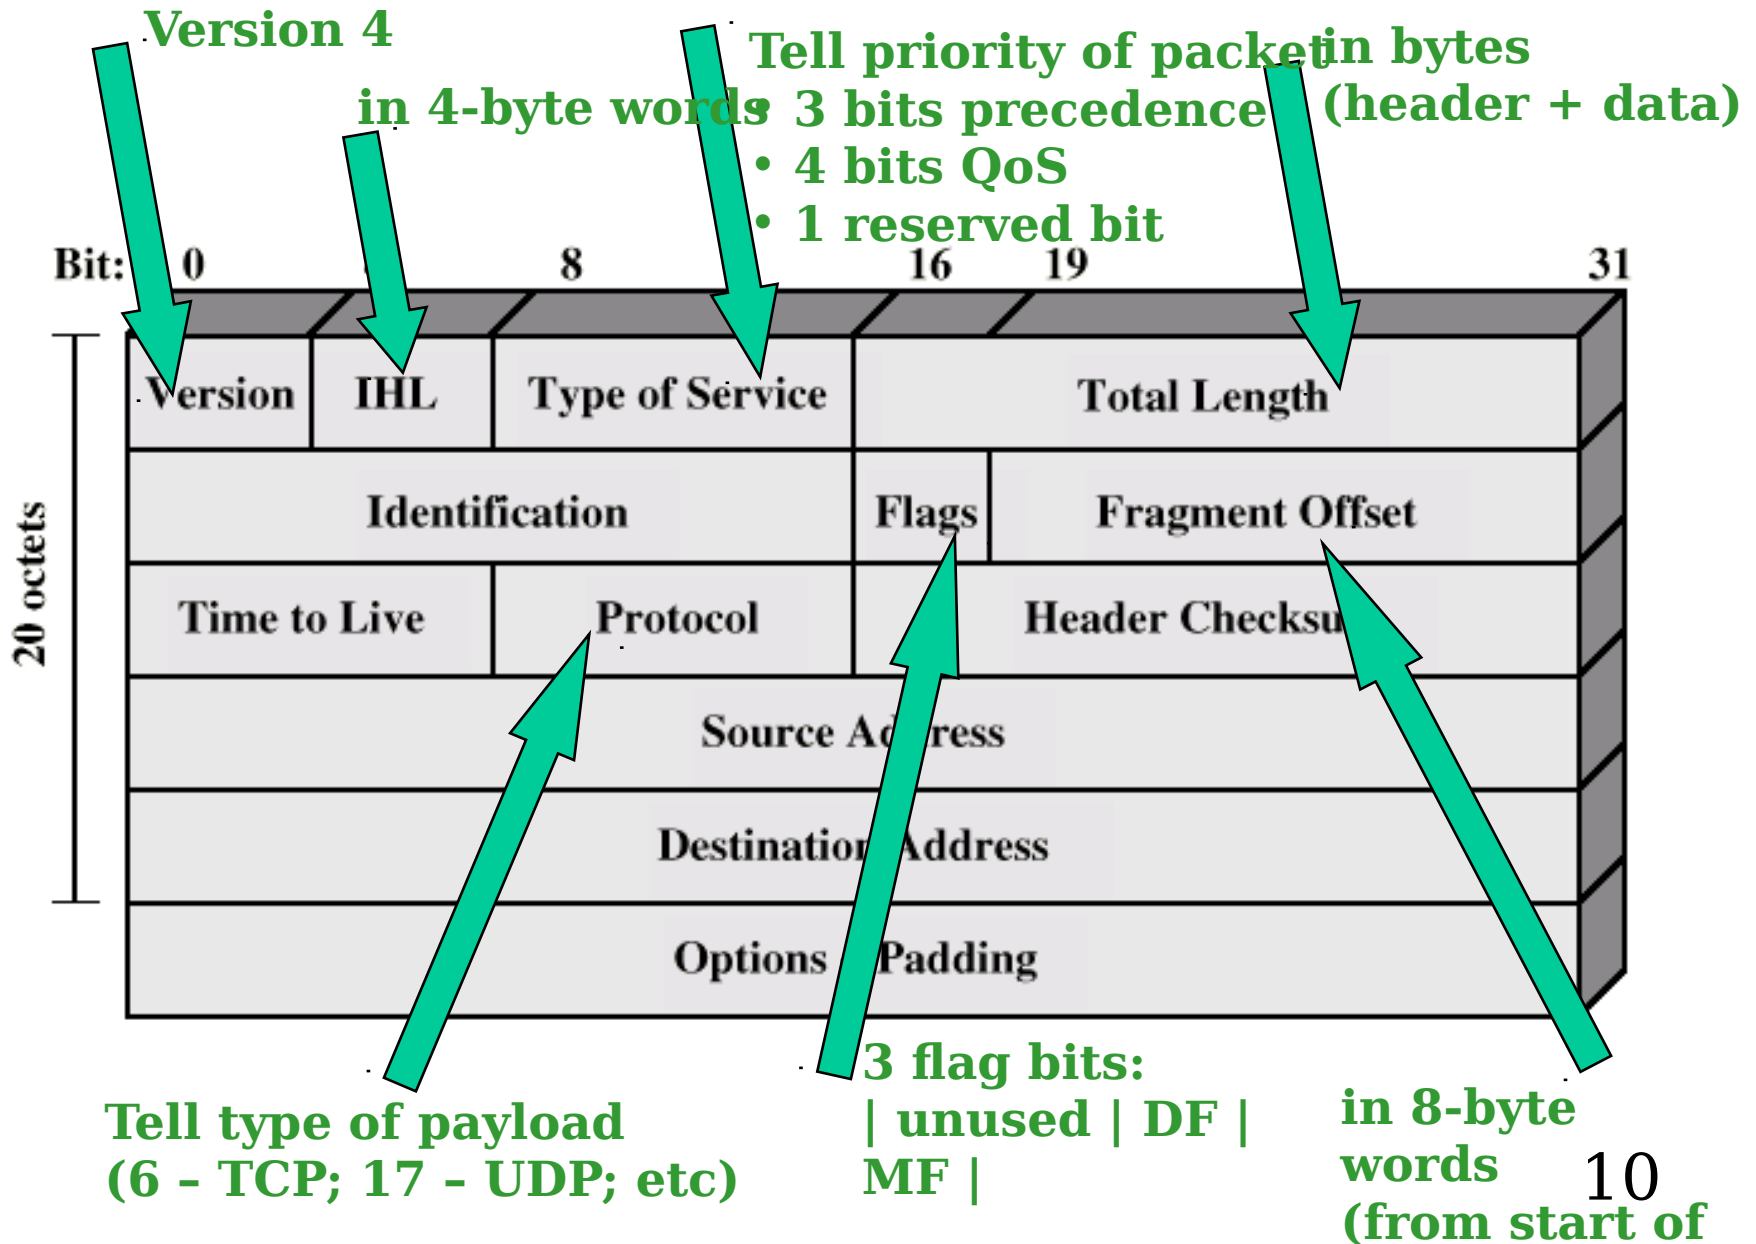 Version 4
in 4-byte words
Tell priority of packet
• 3 bits precedence
• 4 bits QoS
• 1 reserved bit
in bytes
(header + data)
Bit: 0 8 16 19 31
Version IHL Type of Service Total Length
Identification Flags Fragment Offset
Time to Live Protocol Header Checksu
20 octets
Source Address
Destination Address
Options Padding
Tell type of payload
(6 – TCP; 17 – UDP; etc)
3 flag bits:
| unused | DF |
MF |
in 8-byte
words
(from start of
10